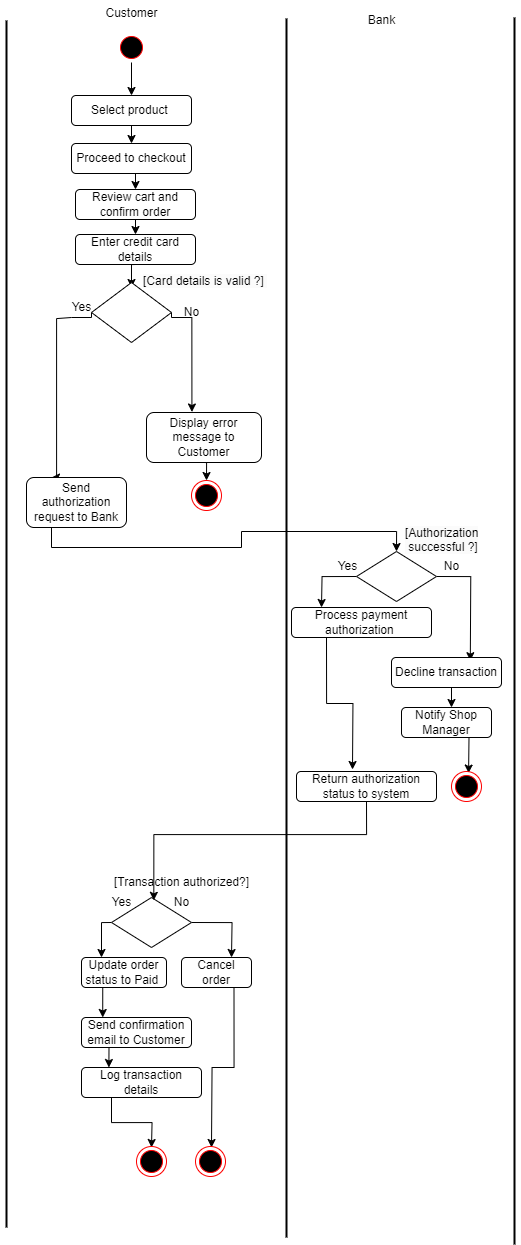 Customer
Bank
Select product
Proceed to checkout
Review cart and
confirm order
Enter credit card
details
[Card details is valid ?]
Yes
No
Display error
message to
Customer
Send
authorization
request to Bank
[Authorization
successful ?]
Yes
No
Process payment
authorization
Decline transaction
Notify Shop
Manager
Return authorization
status to system
[Transaction authorized?]
Yes
No
Update order
status to Paid
Cancel
order
Send confirmation
email to Customer
Log transaction
details